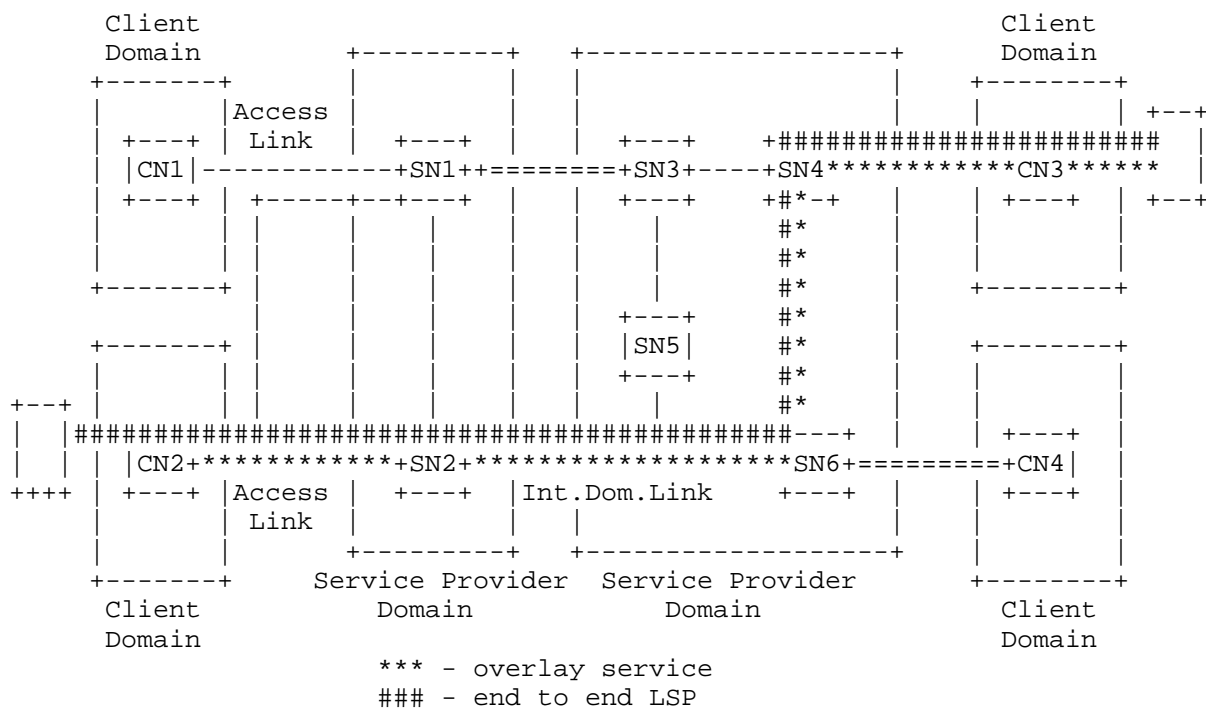 Client Client
Domain Domain
Access
Link
CN1 SN1 SN3 SN4 CN3
SN5
CN2 SN2 SN6 CN4
Access Int.Dom.Link
Link
Service Provider Service Provider
Client Domain Domain Client
Domain Domain
*** - overlay service
### - end to end LSP